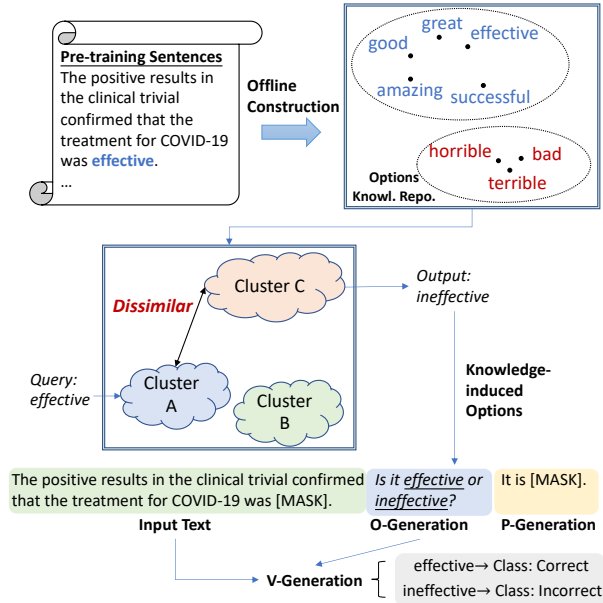 Pre-training Sentences
The positive results in
the clinical trivial
confirmed that the
treatment for COVID-19
was effective.
...
Offline
Construction
great
good
effective
amazing
successful
horrible
bad
terrible
Options
Knowl. Repo.
Cluster C
Dissimilar
Output:
ineffective
Query:
effective
Cluster
A
Cluster
B
Knowledge-
induced
Options
The positive results in the clinical trivial confirmed
that the treatment for COVID-19 was [MASK].
Is it effective or
ineffective?
It is [MASK].
Input Text
O-Generation
P-Generation
V-Generation
effective→ Class: Correct
ineffective→ Class: Incorrect